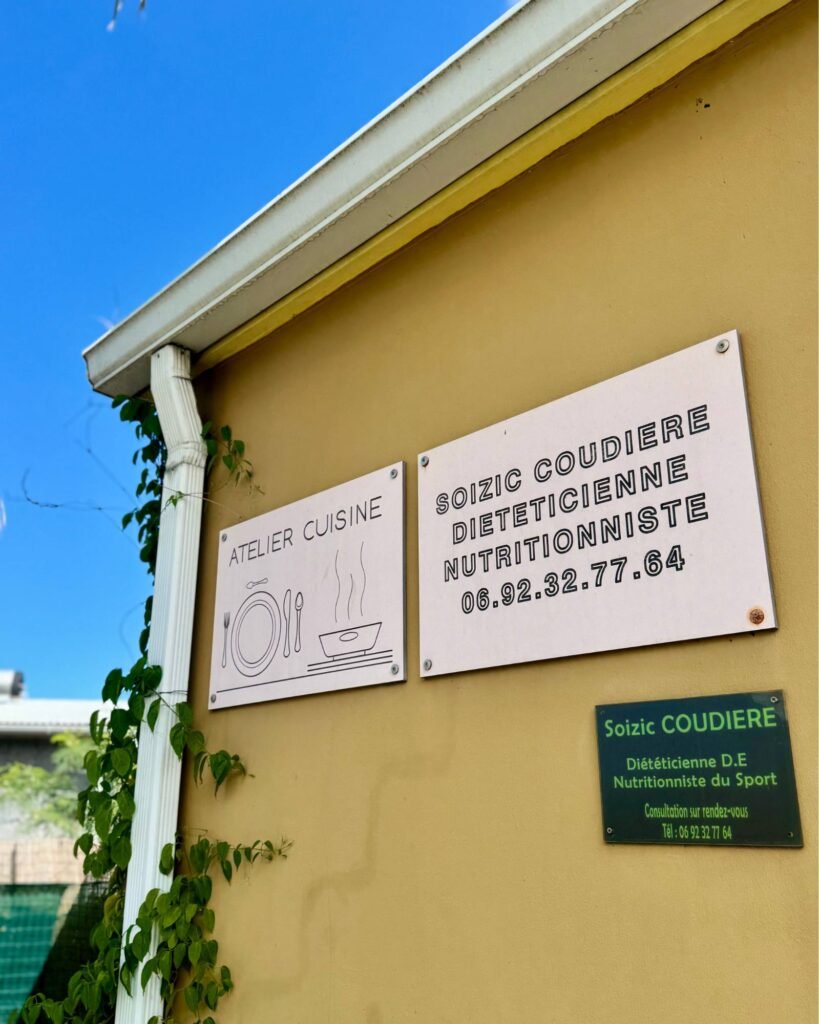 ATELIER CUISINE
SOIZIC COUDIERE
DIETETICIENNE
NUTRITIONNISTE
06.92.32.77.64
Soizic COUDIERE
Diététicienne D.E
Nutritionniste du Sport
Consultation sur rendez-vous
Tél : 06 92 32 77 64